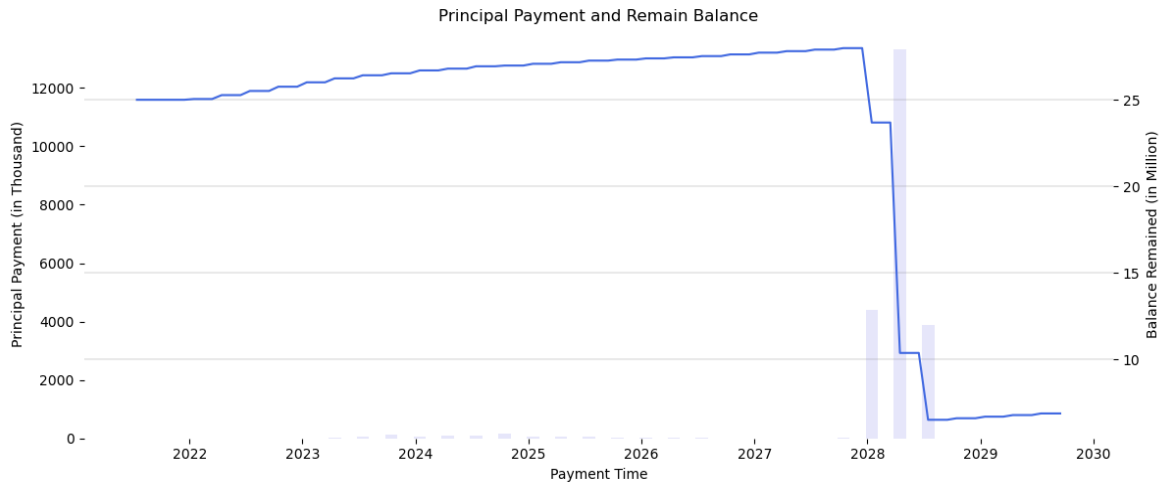 Principal Payment and Remain Balance
Principal Payment (in Thousand)
12000
10000
8000
6000
4000
2000
0
25
20
15
10
Balance Remained (in Million)
2022 2023 2024 2025 2026 2027 2028 2029 2030
Payment Time